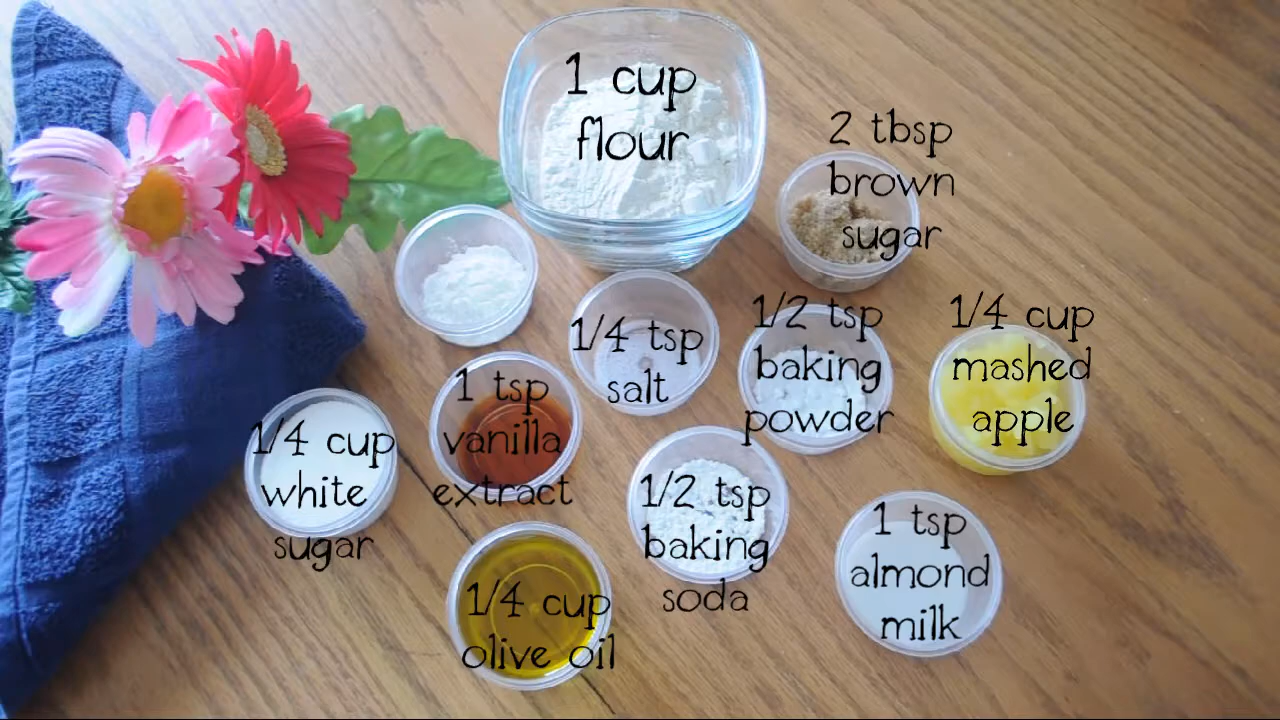 1 cup
flour
2 tbsp
brown
sugar
1/4 tsp
salt
1/2 tsp
baking
powder
1/4 cup
mashed
apple
1/4 cup
white
sugar
1 tsp
vanilla
extract
1/2 tsp
baking
soda
1 tsp
almond
milk
1/4 cup
olive oil